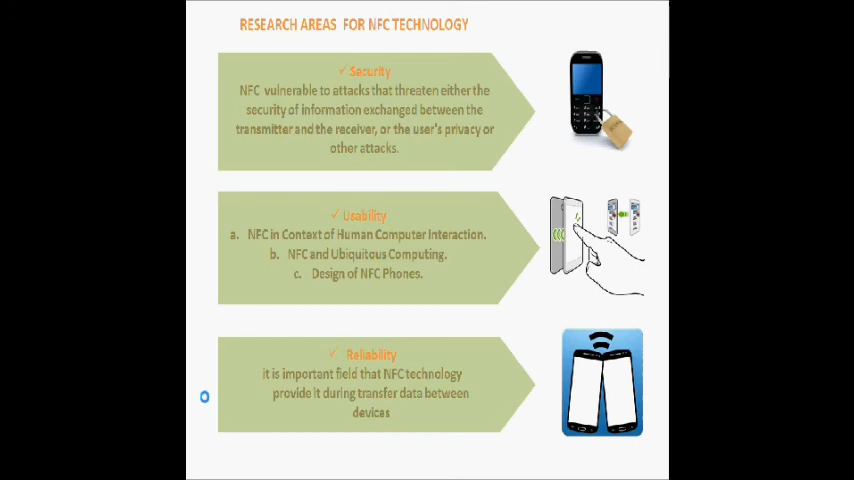 RESEARCH AREAS FOR NFC TECHNOLOGY
✓ Security
NFC vulnerable to attacks that threaten either the
security of information exchanged between the
transmitter and the receiver, or the user's privacy or
other attacks.
✓ Usability
a. NFC in Context of Human Computer Interaction.
b. NFC and Ubiquitous Computing.
c. Design of NFC Phones.
✓ Reliability
it is important field that NFC technology
provide it during transfer data between
devices